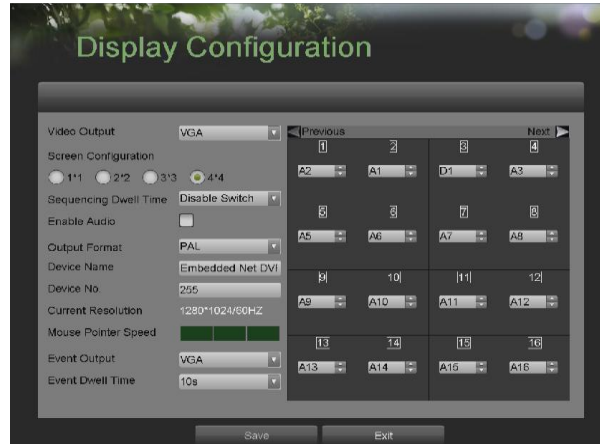 Display Configuration
Video Output VGA
Screen Configuration
1*1 2*2 3*3 4*4
Sequencing Dwell Time Disable Switch
Enable Audio
Output Format PAL
Device Name Embedded Net DVI
Device No. 255
Current Resolution 1280*1024/60HZ
Mouse Pointer Speed
Event Output VGA
Event Dwell Time 10s
Previous Next
1 2 3 4
A2 A1 D1 A3
5 6 7 8
A5 A6 A7 A8
9 10 11 12
A9 A10 A11 A12
13 14 15 16
A13 A14 A15 A16
Save Exit